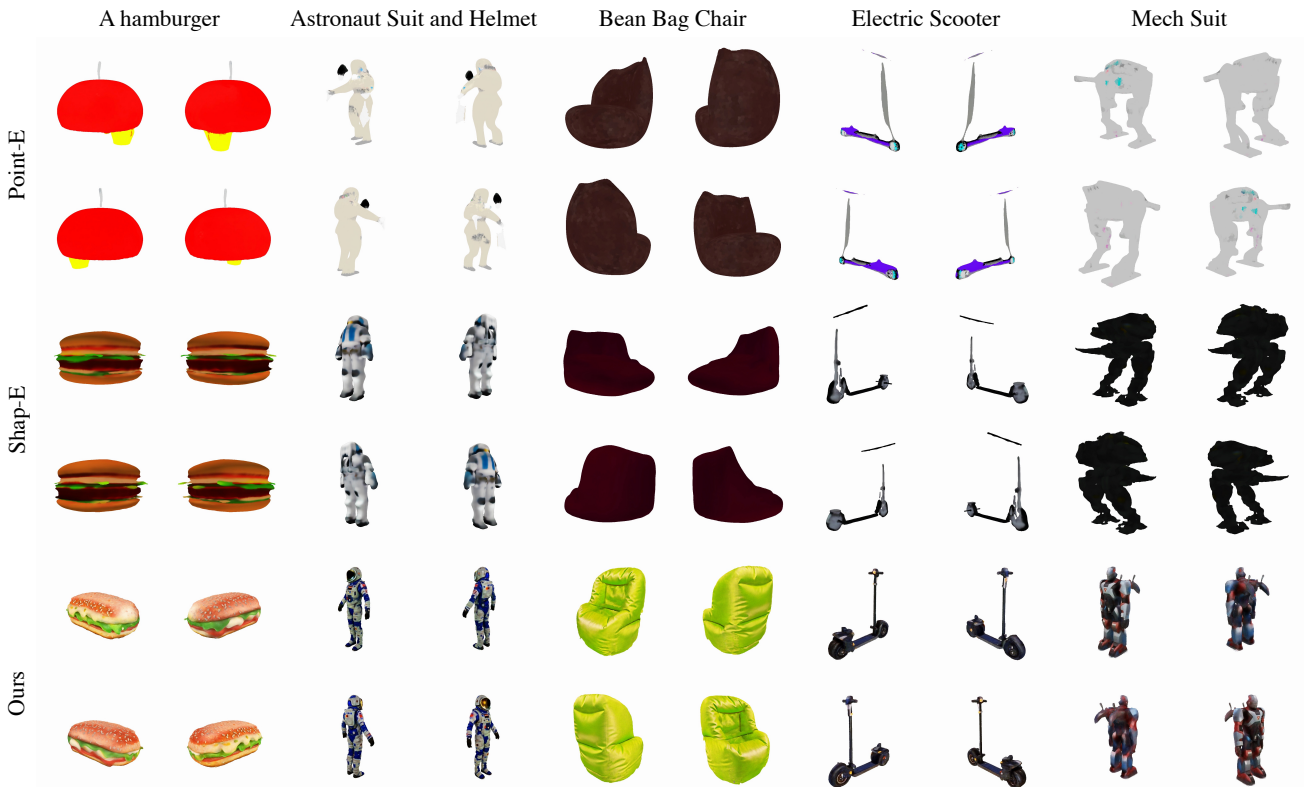 A hamburger
Astronaut Suit and Helmet
Bean Bag Chair
Electric Scooter
Mech Suit
Point-E
Shap-E
Ours